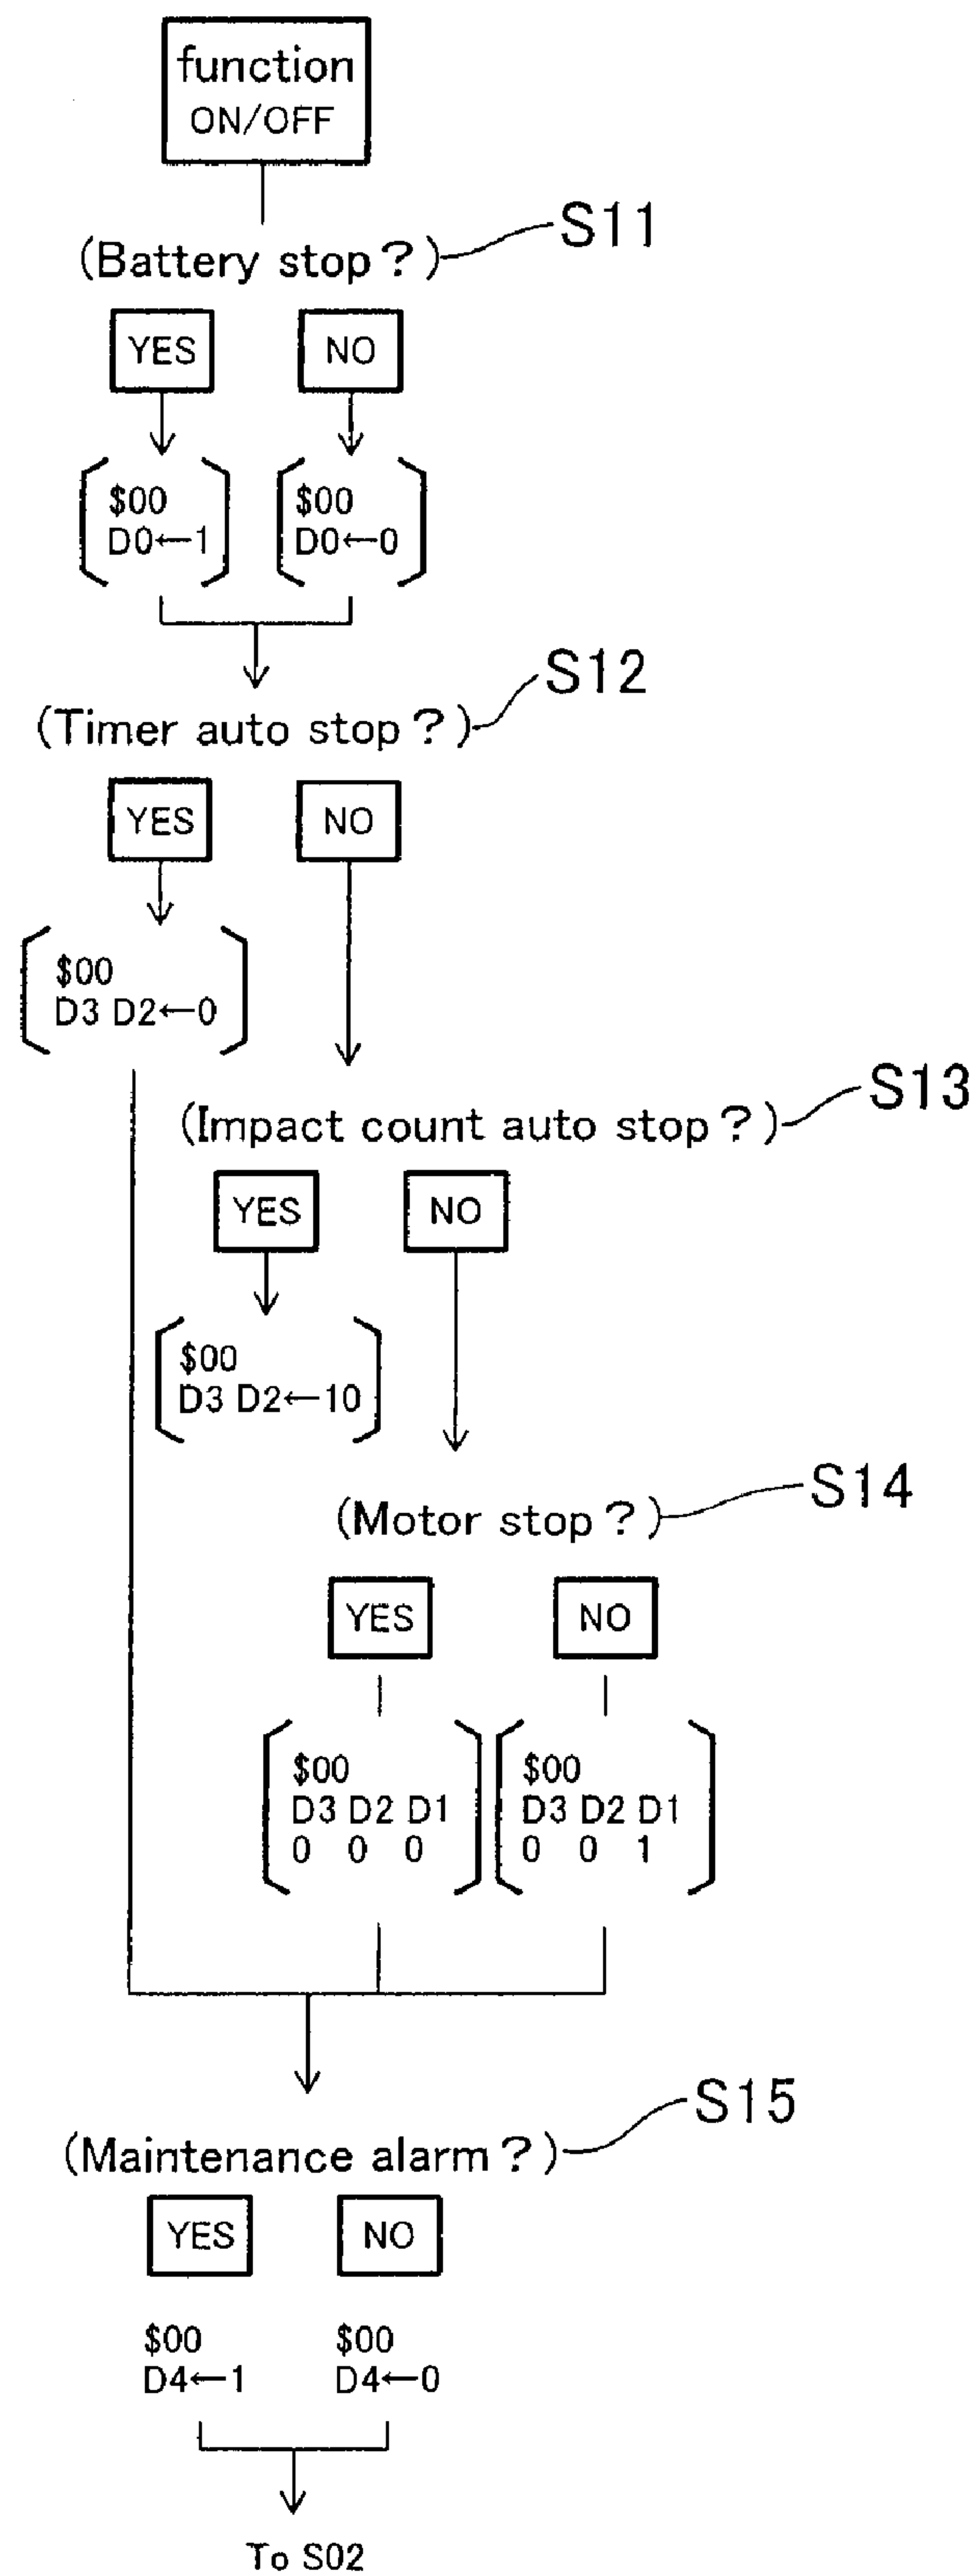 function
ON/OFF
S11
(Battery stop?)
YES NO
$00 $00
D0←1 D0←0
S12
(Timer auto stop?)
YES NO
$00
D3 D2←0
S13
(Impact count auto stop?)
YES NO
$00
D3 D2←10
S14
(Motor stop?)
YES NO
$00 $00
D3 D2 D1 D3 D2 D1
0 0 0 0 0 1
S15
(Maintenance alarm?)
YES NO
$00 $00
D4←1 D4←0
To S02